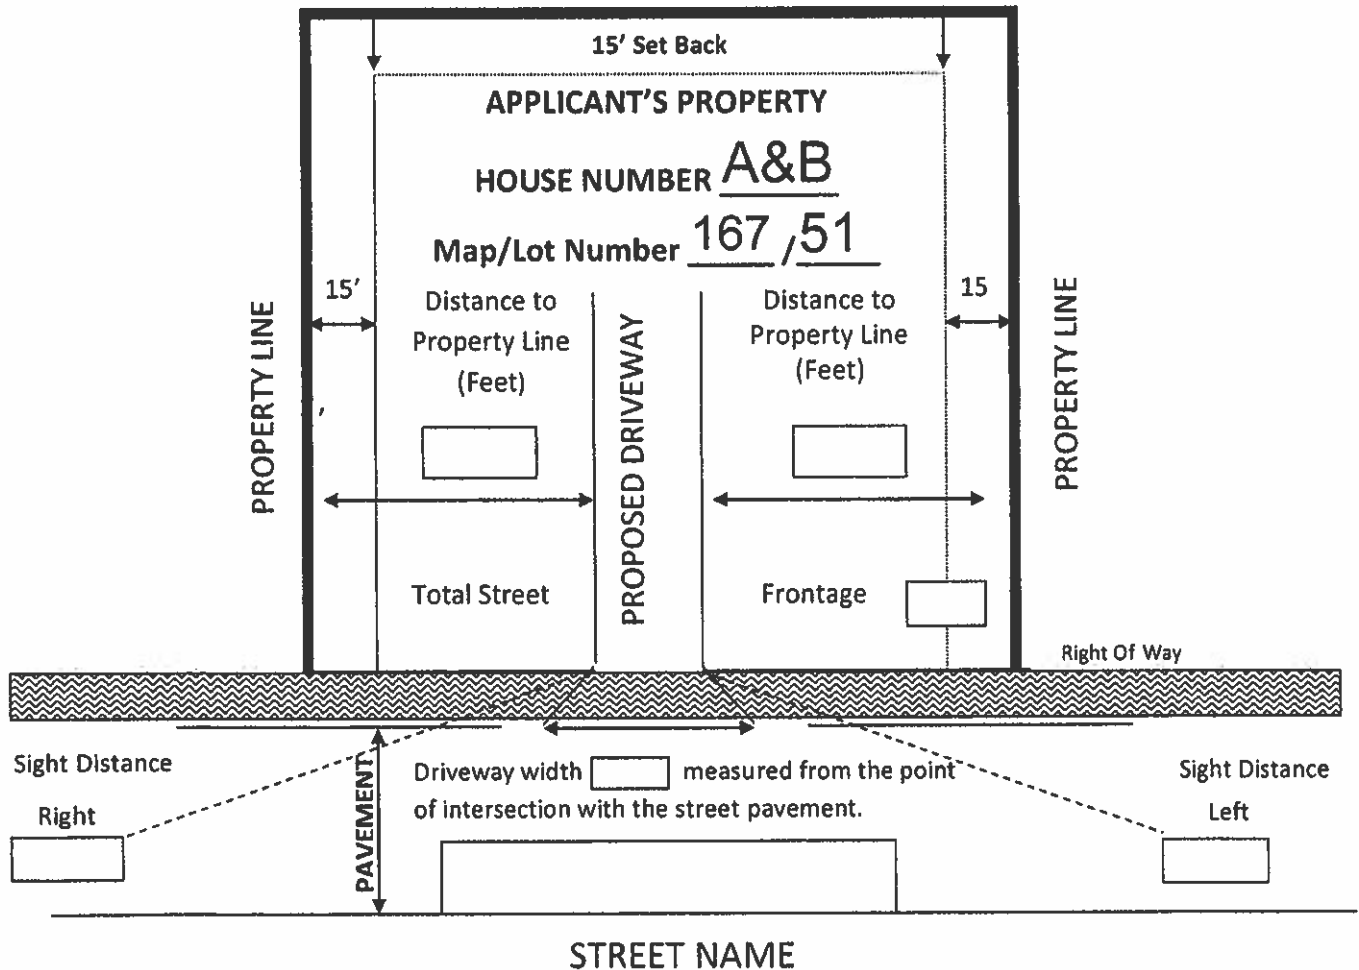 15' Set Back
APPLICANT'S PROPERTY
HOUSE NUMBER A&B
Map/Lot Number 167 / 51
15'
15
Distance to
Property Line
(Feet)
Distance to
Property Line
(Feet)
PROPERTY LINE
PROPOSED DRIVEWAY
PROPERTY LINE
Total Street
Frontage
Right Of Way
Sight Distance
Right
PAVEMENT
Driveway width measured from the point
of intersection with the street pavement.
Sight Distance
Left
STREET NAME